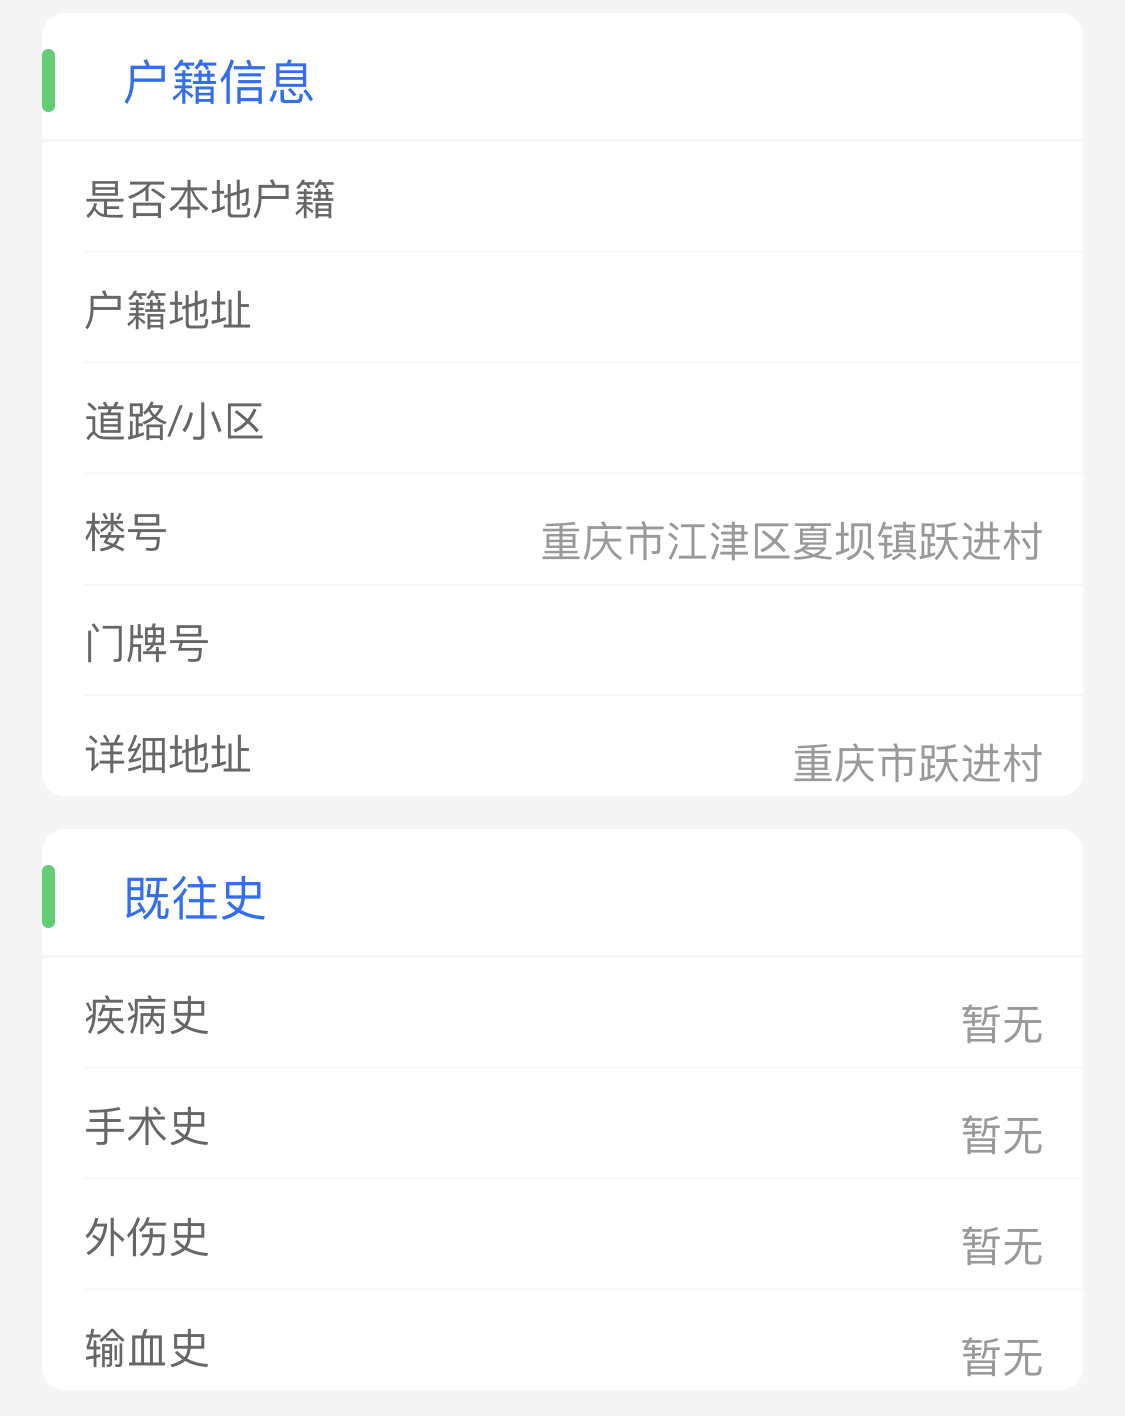 户籍信息
是否本地户籍
户籍地址
道路/小区
楼号 重庆市江津区夏坝镇跃进村
门牌号
详细地址 重庆市跃进村
既往史
疾病史 暂无
手术史 暂无
外伤史 暂无
输血史 暂无